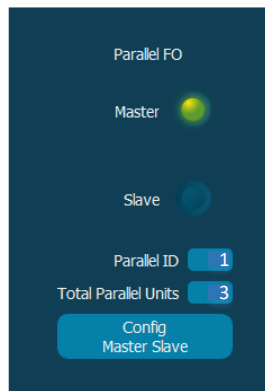 Parallel FO
Master
Slave
Parallel ID 1
Total Parallel Units 3
Config
Master Slave